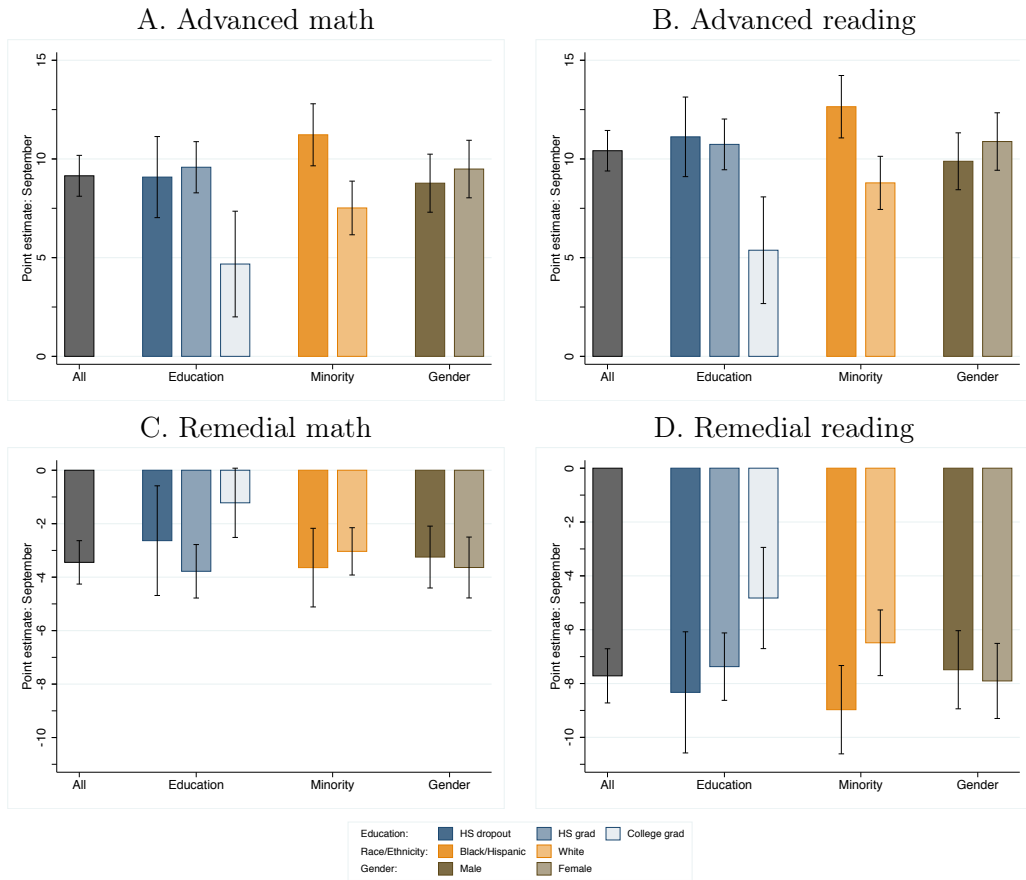 A. Advanced math
Point estimate: September
15
10
5
0
All Education Minority Gender
B. Advanced reading
Point estimate: September
15
10
5
0
All Education Minority Gender
C. Remedial math
Point estimate: September
0
-2
-4
-6
-8
-10
All Education Minority Gender
D. Remedial reading
Point estimate: September
0
-2
-4
-6
-8
-10
All Education Minority Gender
Education: HS dropout HS grad College grad
Race/Ethnicity: Black/Hispanic White
Gender: Male Female